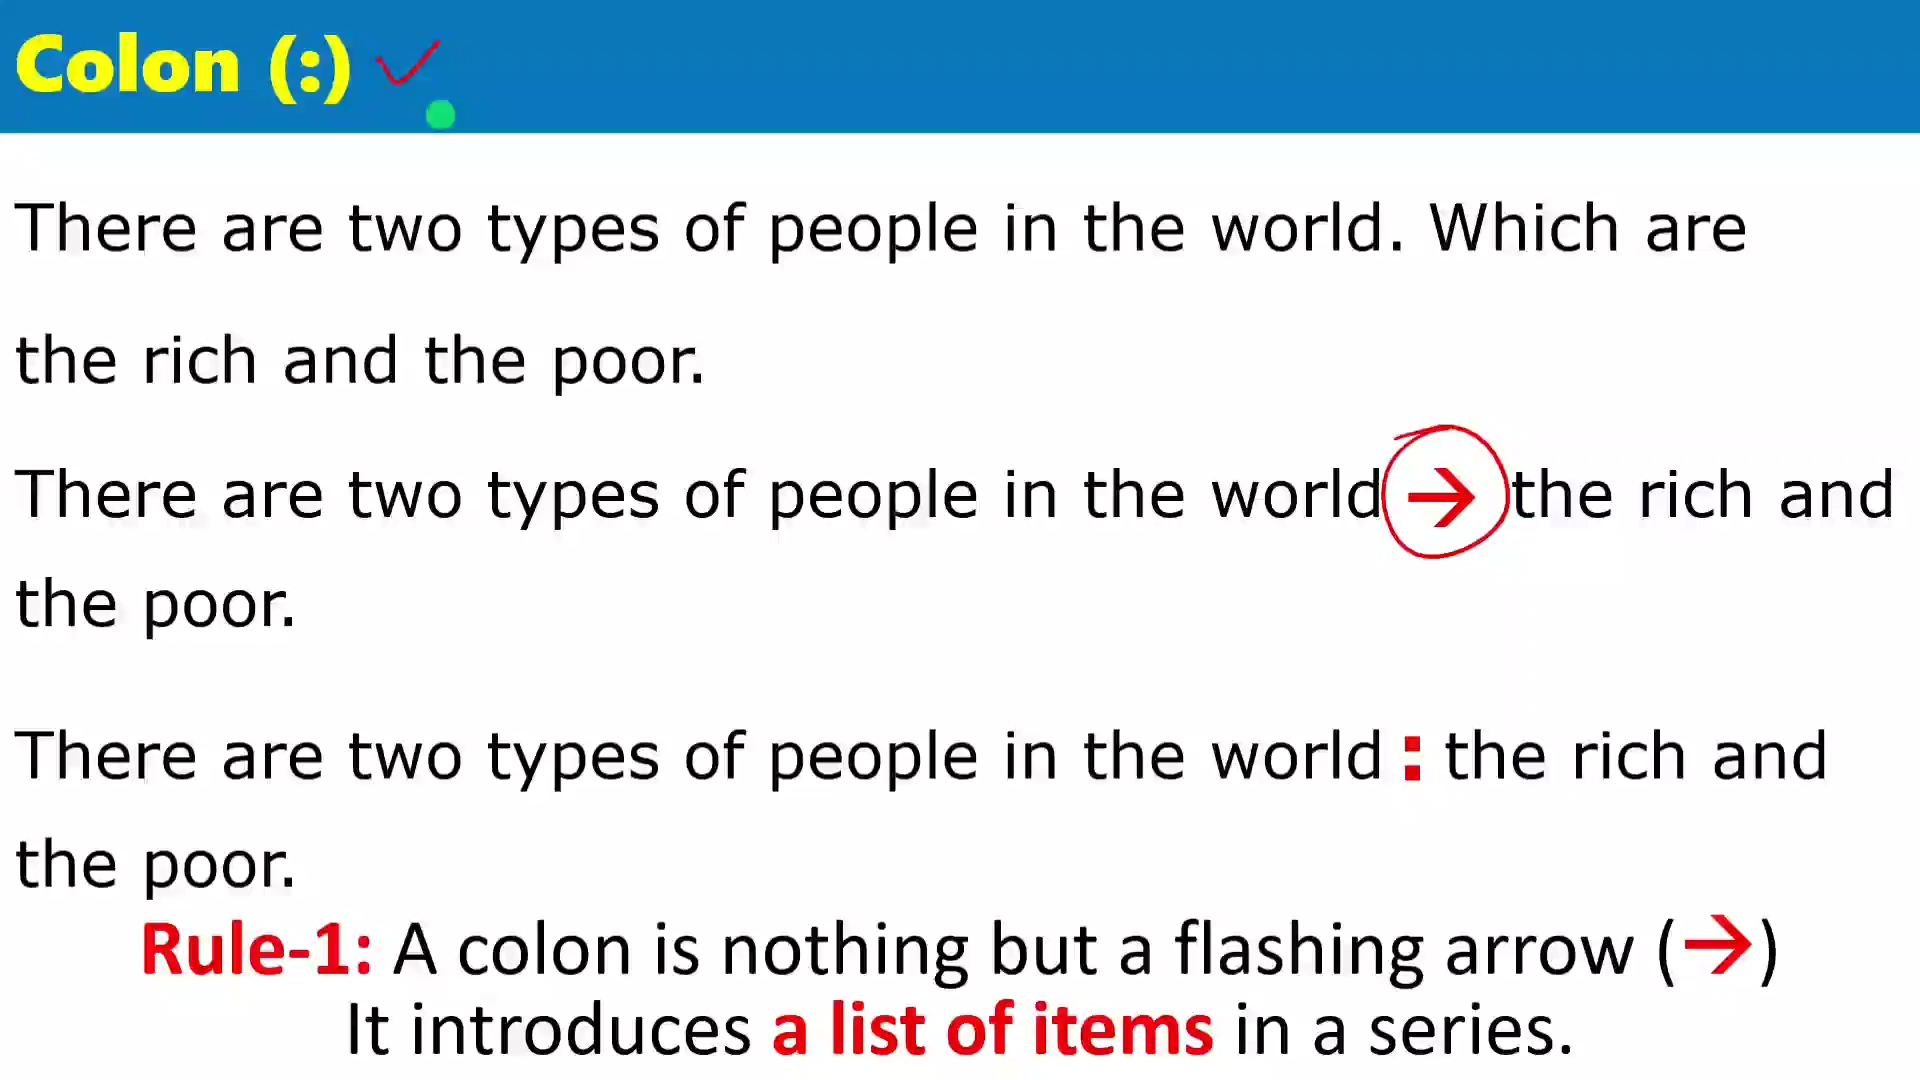 Colon (:)
There are two types of people in the world. Which are
the rich and the poor.
There are two types of people in the world → the rich and
the poor.
There are two types of people in the world : the rich and
the poor.
Rule-1: A colon is nothing but a flashing arrow (→)
It introduces a list of items in a series.